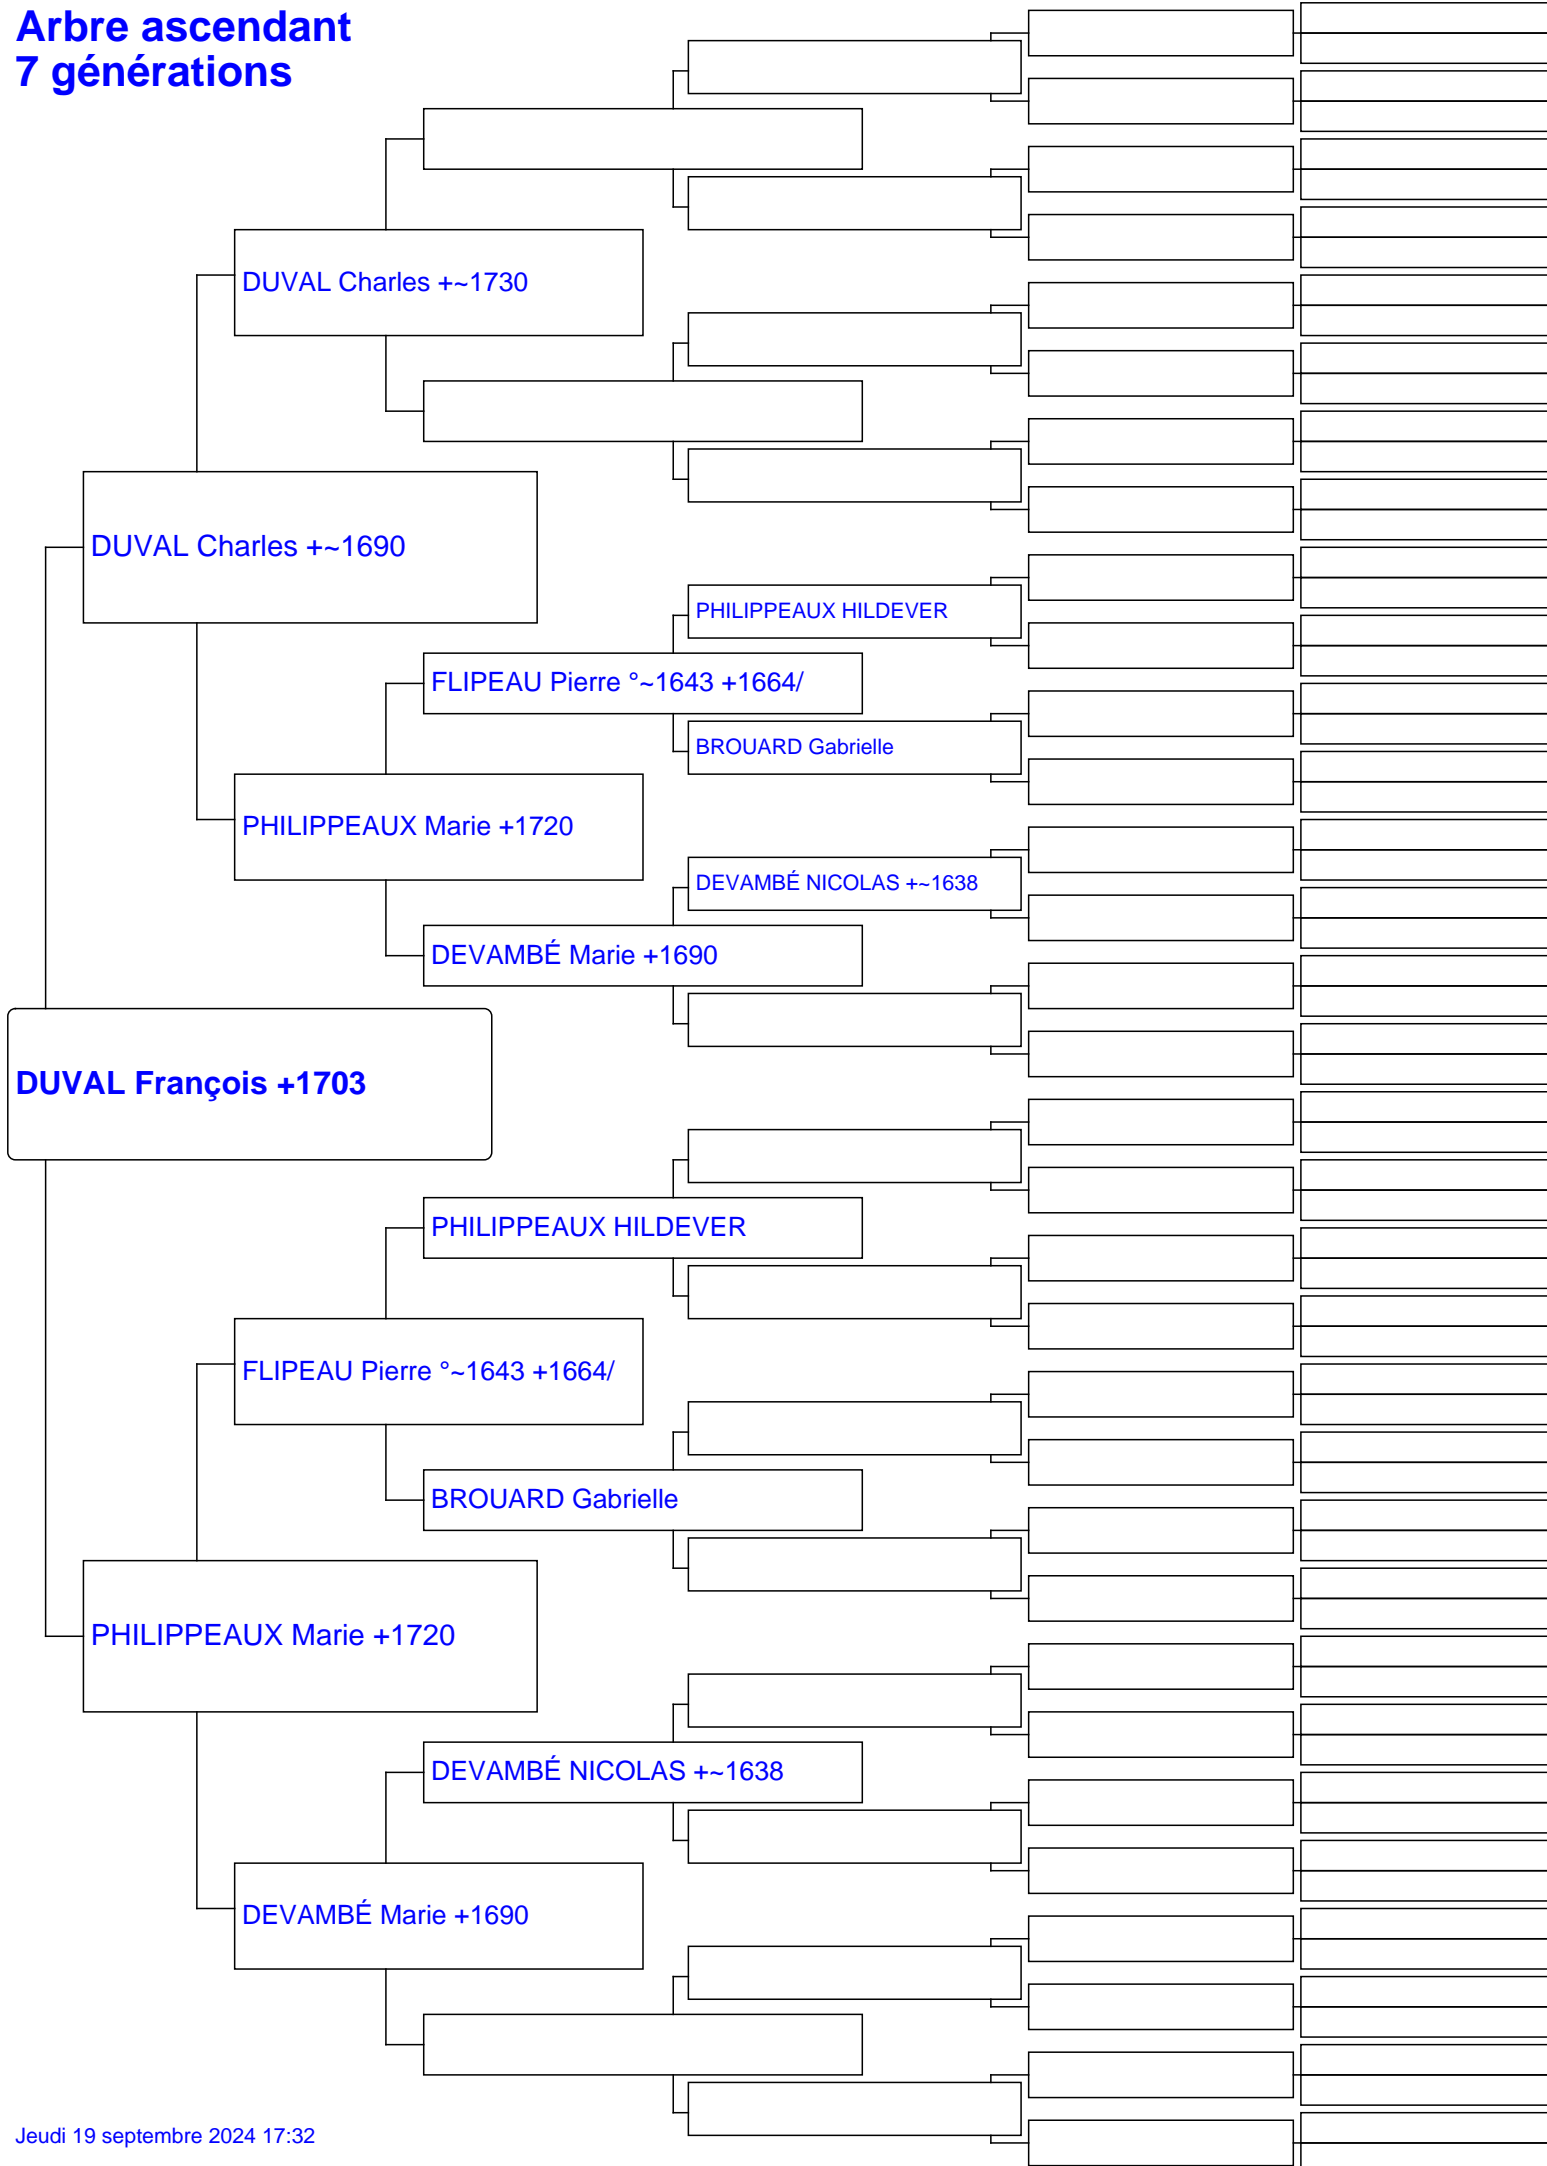 Arbre ascendant
7 générations
DUVAL Charles +~1730
DUVAL Charles +~1690
PHILIPPEAUX HILDEVER
FLIPEAU Pierre °~1643 +1664/
BROUARD Gabrielle
PHILIPPEAUX Marie +1720
DEVAMBÉ NICOLAS +~1638
DEVAMBÉ Marie +1690
DUVAL François +1703
PHILIPPEAUX HILDEVER
FLIPEAU Pierre °~1643 +1664/
BROUARD Gabrielle
PHILIPPEAUX Marie +1720
DEVAMBÉ NICOLAS +~1638
DEVAMBÉ Marie +1690
Jeudi 19 septembre 2024 17:32